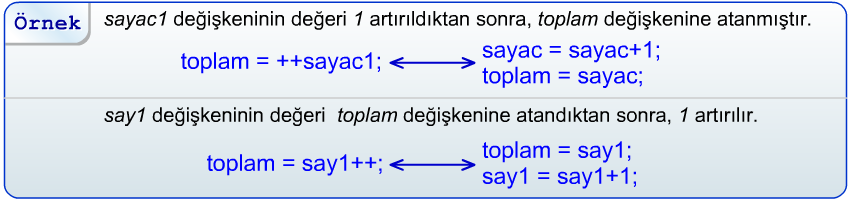 Örnek
sayac1 değişkeninin değeri 1 artırıldıktan sonra, toplam değişkenine atanmıştır.
toplam = ++sayac1;
sayac = sayac+1;
toplam = sayac;
say1 değişkeninin değeri toplam değişkenine atandıktan sonra, 1 artırılır.
toplam = say1++;
toplam = say1;
say1 = say1+1;